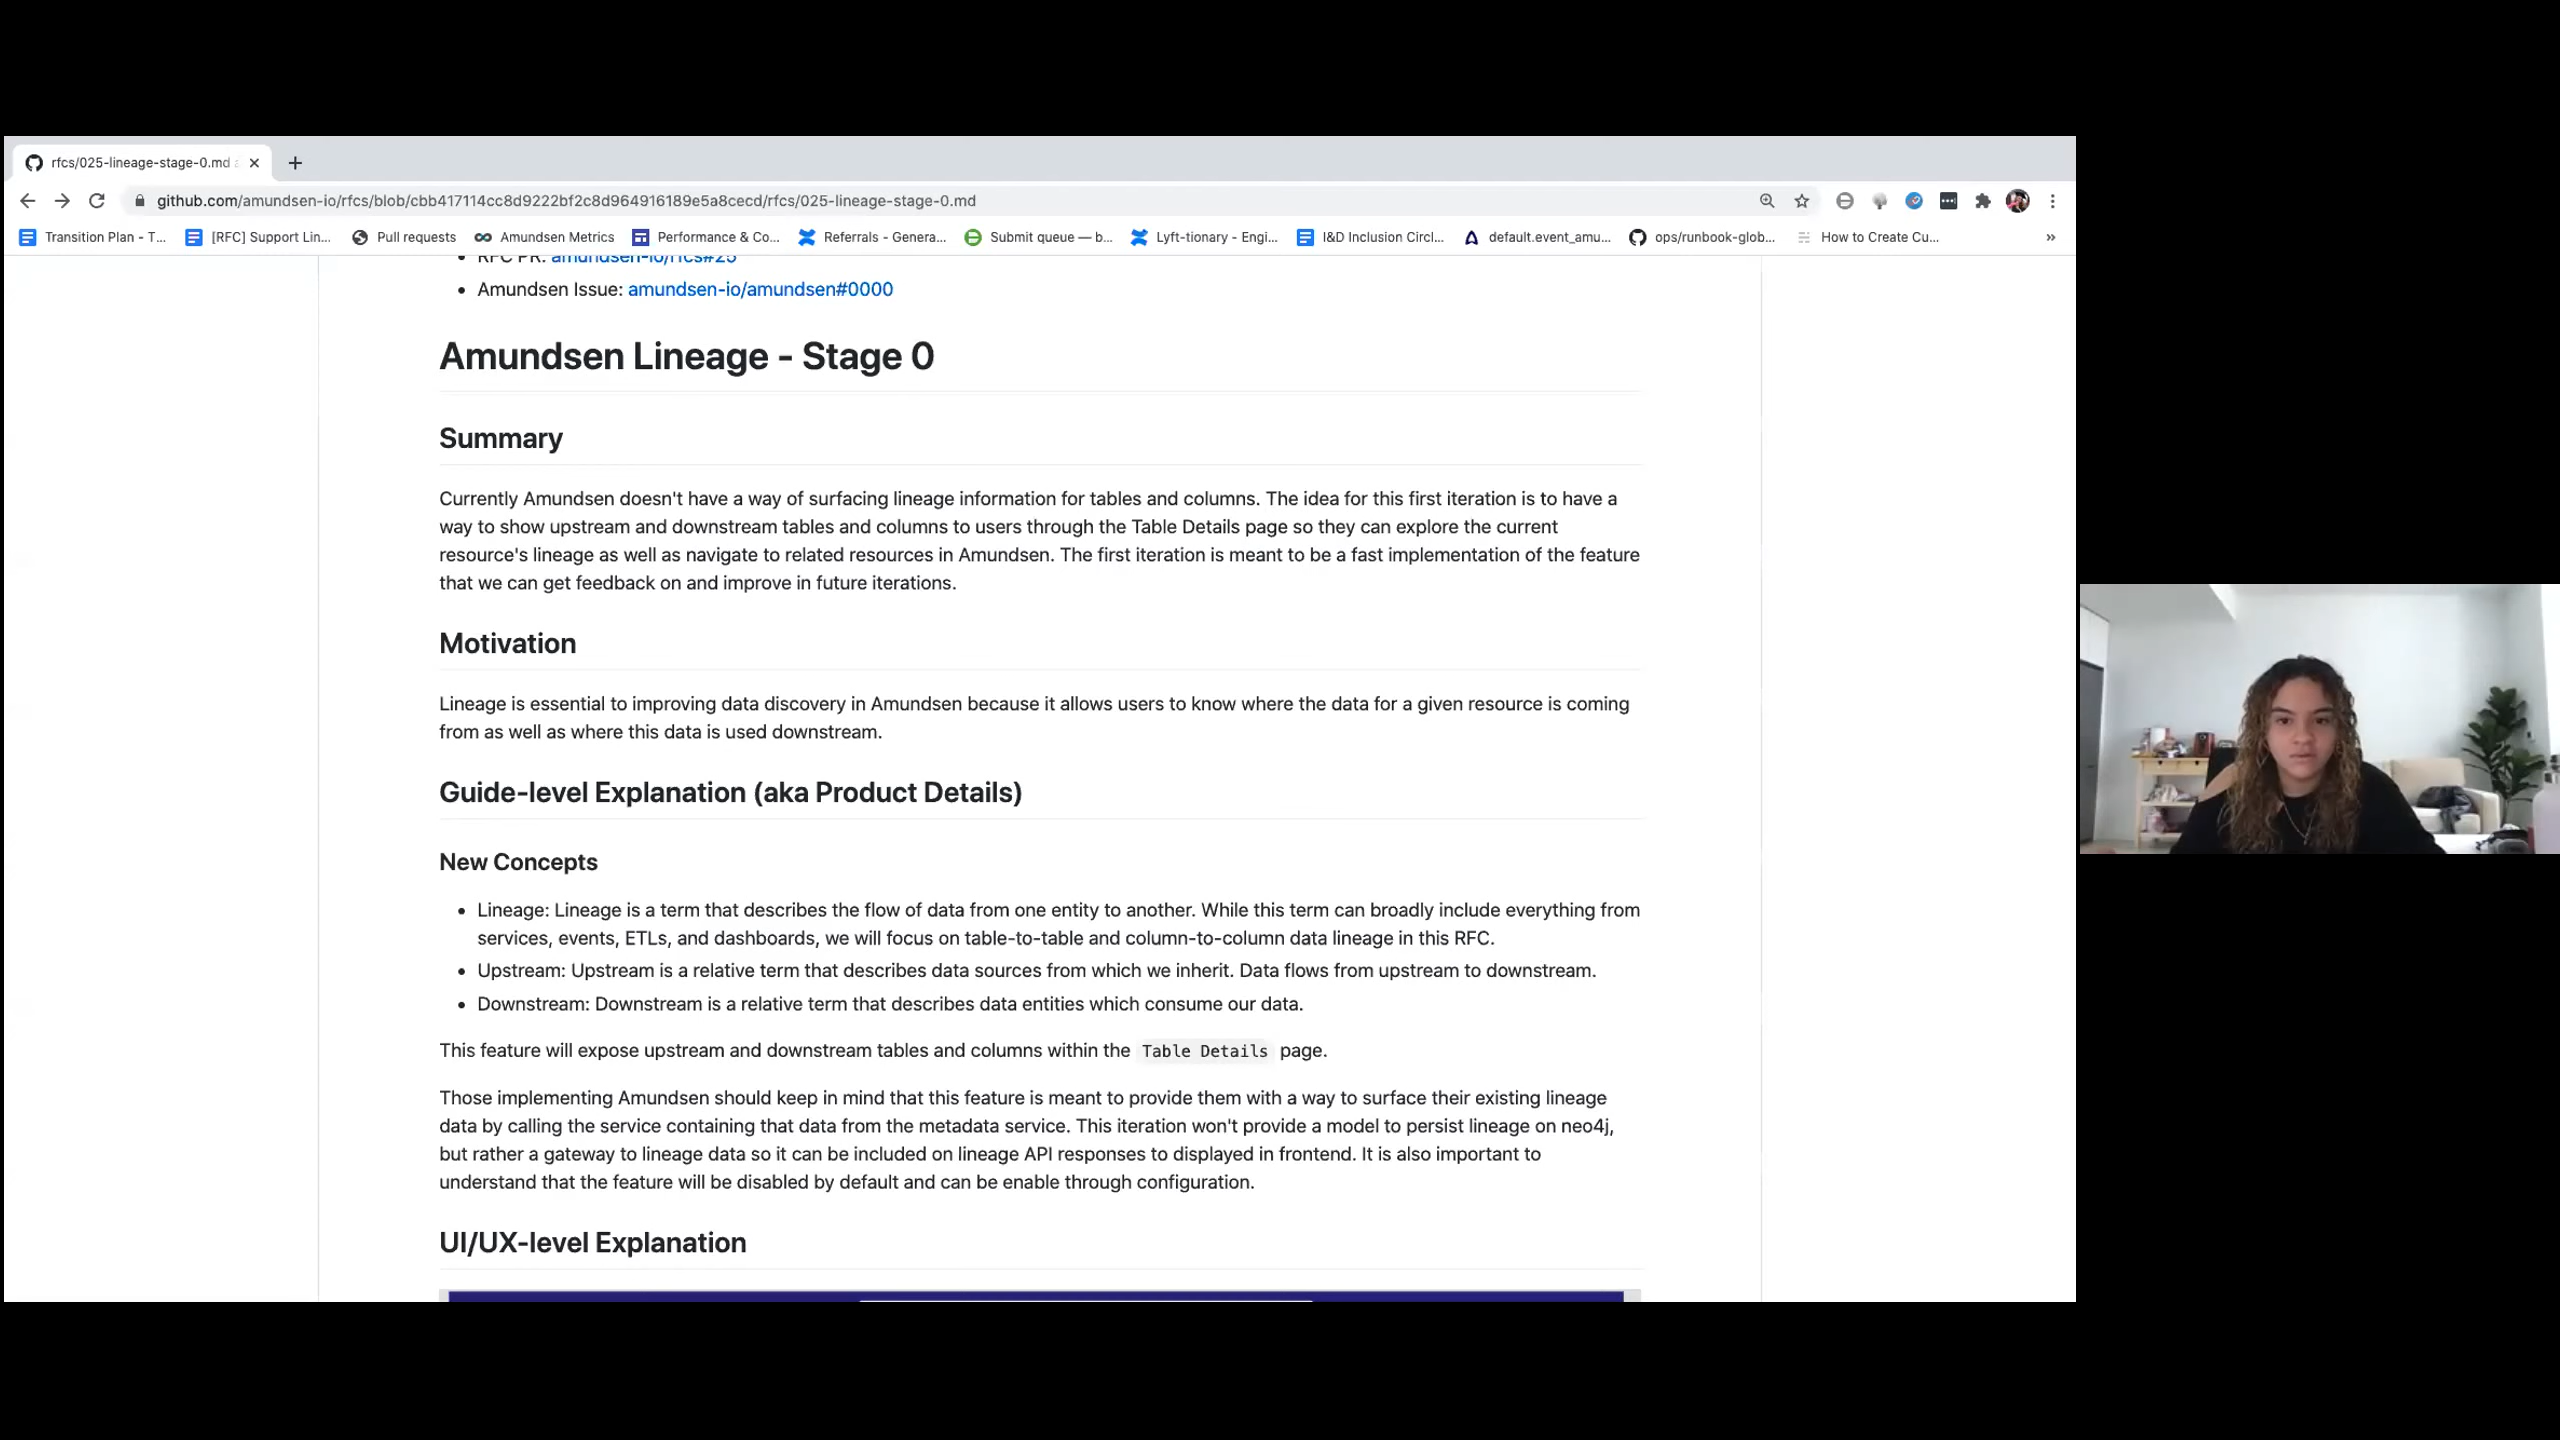 rfcs/025-lineage-stage-0.md
github.com/amundsen-io/rfcs/blob/cbb417114cc8d9222bf2c8d964916189e5a8cecd/rfcs/025-lineage-stage-0.md
Transition Plan - T... [RFC] Support Lin... Pull requests Amundsen Metrics Performance & Co... Referrals - Genera... Submit queue — b... Lyft-tionary - Engi... I&D Inclusion Circl... default.event_amu... ops/runbook-glob... How to Create Cu... »
RFC PR: amundsen-io/rfcs#25
Amundsen Issue: amundsen-io/amundsen#0000
Amundsen Lineage - Stage 0
Summary
Currently Amundsen doesn't have a way of surfacing lineage information for tables and columns. The idea for this first iteration is to have a
way to show upstream and downstream tables and columns to users through the Table Details page so they can explore the current
resource's lineage as well as navigate to related resources in Amundsen. The first iteration is meant to be a fast implementation of the feature
that we can get feedback on and improve in future iterations.
Motivation
Lineage is essential to improving data discovery in Amundsen because it allows users to know where the data for a given resource is coming
from as well as where this data is used downstream.
Guide-level Explanation (aka Product Details)
New Concepts
• Lineage: Lineage is a term that describes the flow of data from one entity to another. While this term can broadly include everything from
services, events, ETLs, and dashboards, we will focus on table-to-table and column-to-column data lineage in this RFC.
• Upstream: Upstream is a relative term that describes data sources from which we inherit. Data flows from upstream to downstream.
• Downstream: Downstream is a relative term that describes data entities which consume our data.
This feature will expose upstream and downstream tables and columns within the Table Details page.
Those implementing Amundsen should keep in mind that this feature is meant to provide them with a way to surface their existing lineage
data by calling the service containing that data from the metadata service. This iteration won't provide a model to persist lineage on neo4j,
but rather a gateway to lineage data so it can be included on lineage API responses to displayed in frontend. It is also important to
understand that the feature will be disabled by default and can be enable through configuration.
UI/UX-level Explanation